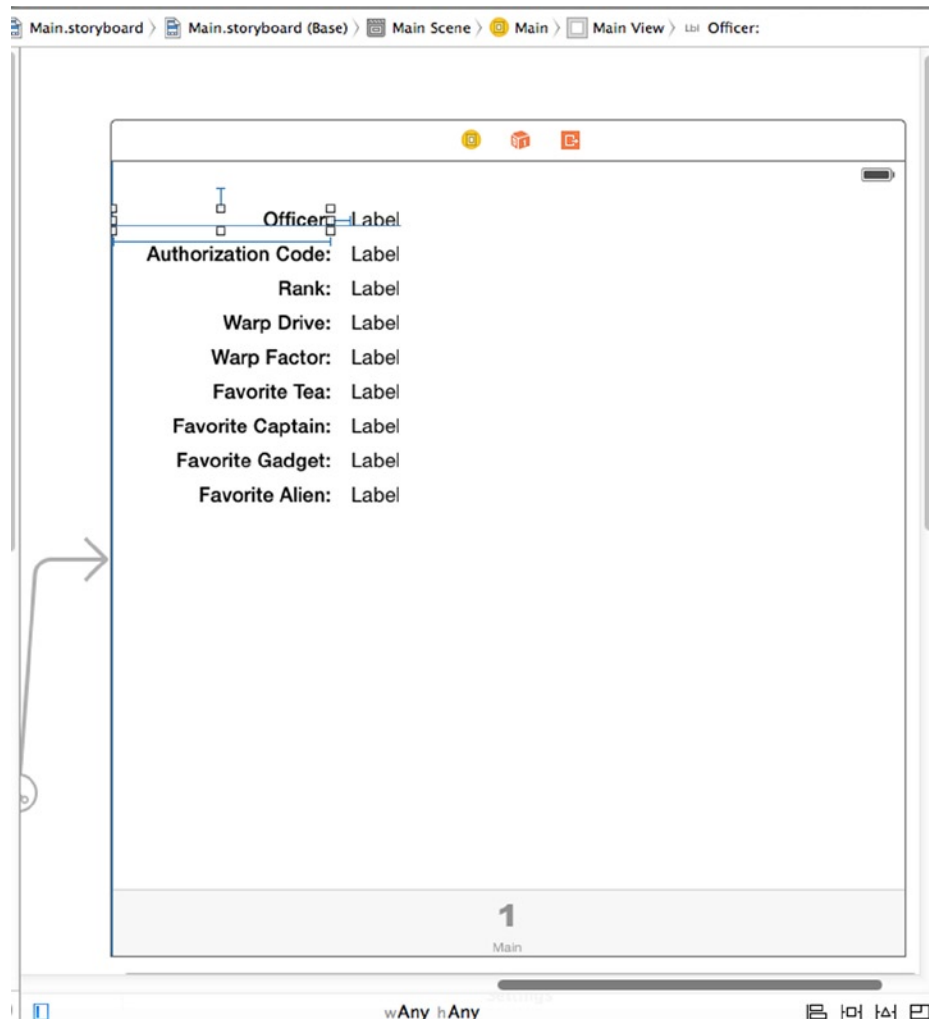 Main.storyboard 〉 Main.storyboard (Base) 〉 Main Scene 〉 Main 〉 Main View 〉 Lbl Officer:
Officer: Label
Authorization Code: Label
Rank: Label
Warp Drive: Label
Warp Factor: Label
Favorite Tea: Label
Favorite Captain: Label
Favorite Gadget: Label
Favorite Alien: Label
1
Main
Settings
wAny hAny